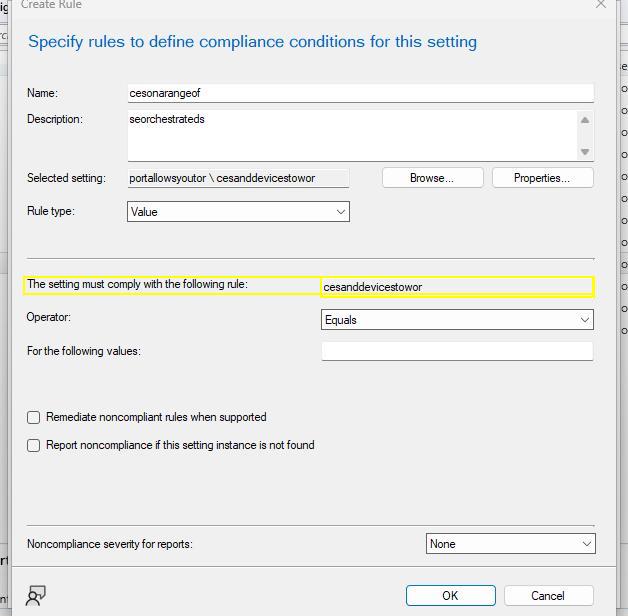 Create Rule
Specify rules to define compliance conditions for this setting
Name: cesonarangeof
Description: seorchestrateds
Selected setting: portallowsyoutor \ cesanddevicestowor Browse... Properties...
Rule type: Value
The setting must comply with the following rule: cesanddevicestowor
Operator: Equals
For the following values:
Remediate noncompliant rules when supported
Report noncompliance if this setting instance is not found
Noncompliance severity for reports: None
OK Cancel